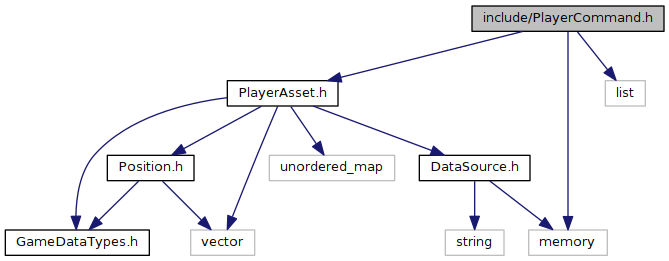 include/PlayerCommand.h
PlayerAsset.h
list
Position.h
unordered_map
DataSource.h
GameDataTypes.h
vector
string
memory